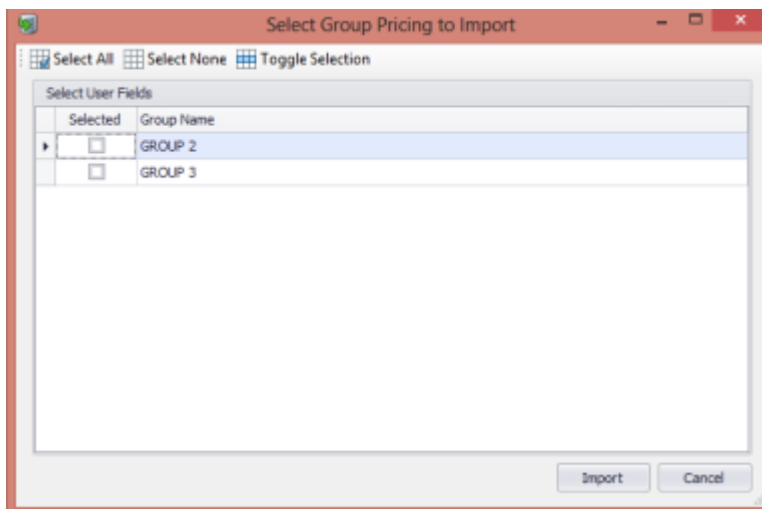 Select Group Pricing to Import
Select All Select None Toggle Selection
Select User Fields
Selected Group Name
GROUP 2
GROUP 3
Import Cancel